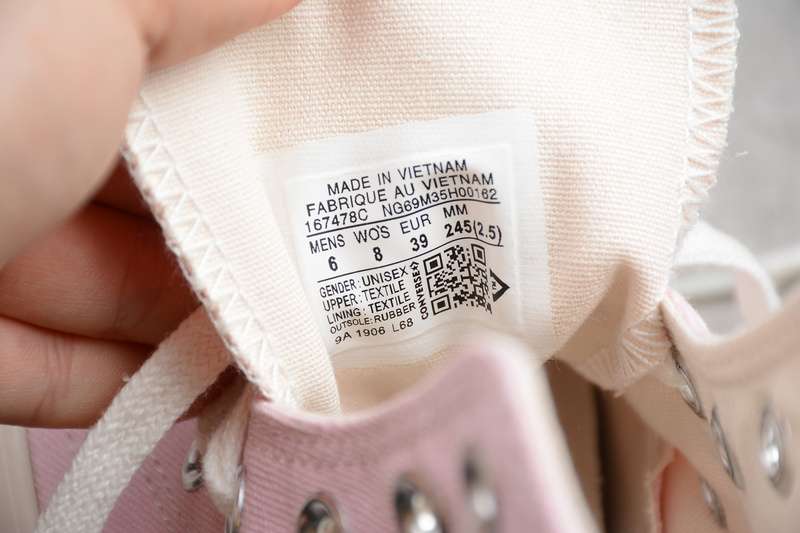 MADE IN VIETNAM
FABRIQUE AU VIETNAM
167478C NG69M35H00162
MENS WO'S EUR MM
6 8 39 245(2.5)
GENDER: UNISEX
UPPER: TEXTILE
LINING: TEXTILE
OUTSOLE: RUBBER
9A 1906 L68
CONVERSE